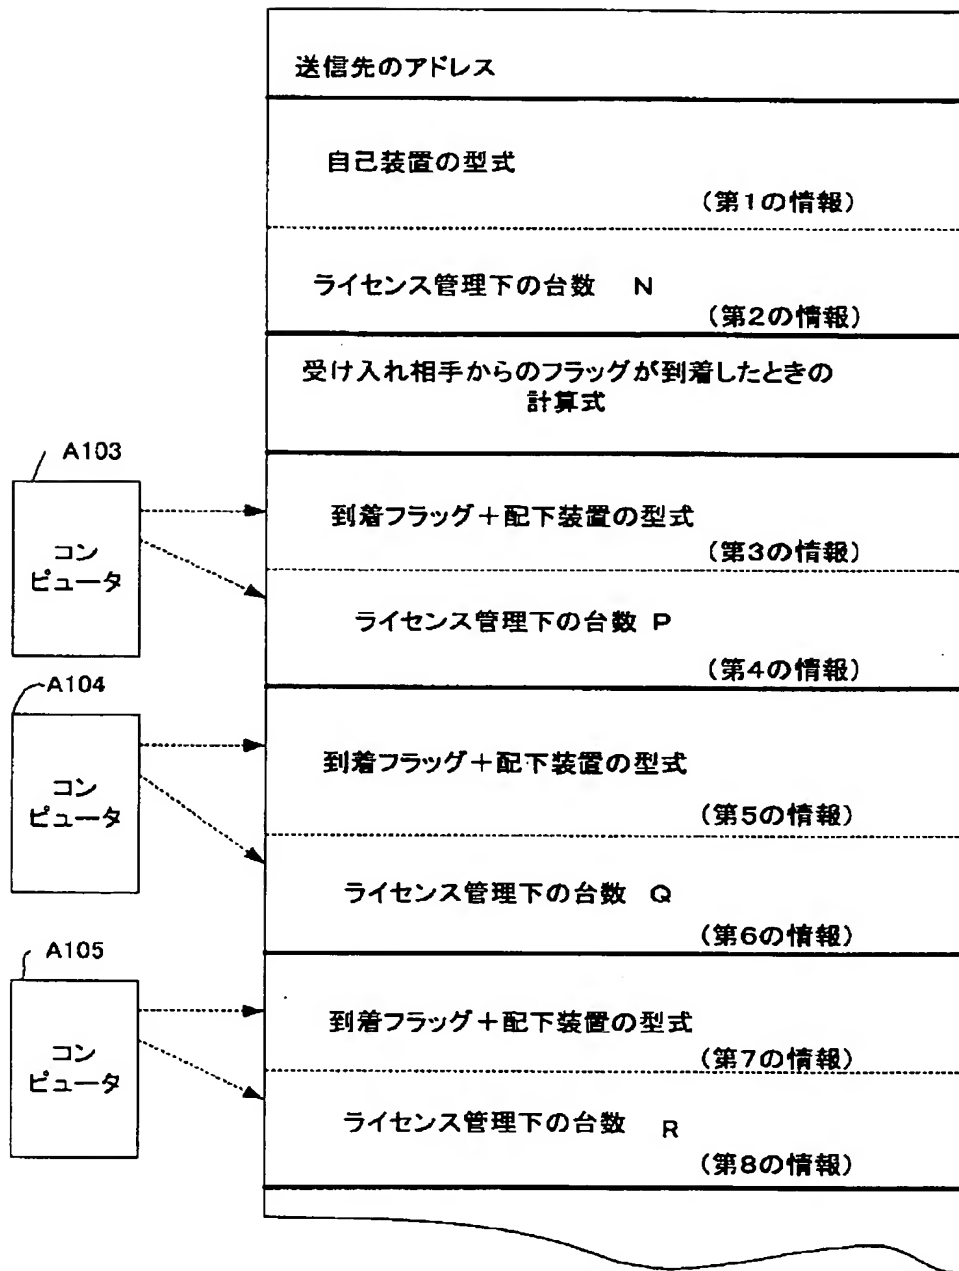 送信先のアドレス
自己装置の型式
(第1の情報)
ライセンス管理下の台数 N
(第2の情報)
受け入れ相手からのフラッグが到着したときの
計算式
A103
コン
ピュータ
到着フラッグ+配下装置の型式
(第3の情報)
ライセンス管理下の台数 P
(第4の情報)
A104
コン
ピュータ
到着フラッグ+配下装置の型式
(第5の情報)
ライセンス管理下の台数 Q
(第6の情報)
A105
コン
ピュータ
到着フラッグ+配下装置の型式
(第7の情報)
ライセンス管理下の台数 R
(第8の情報)